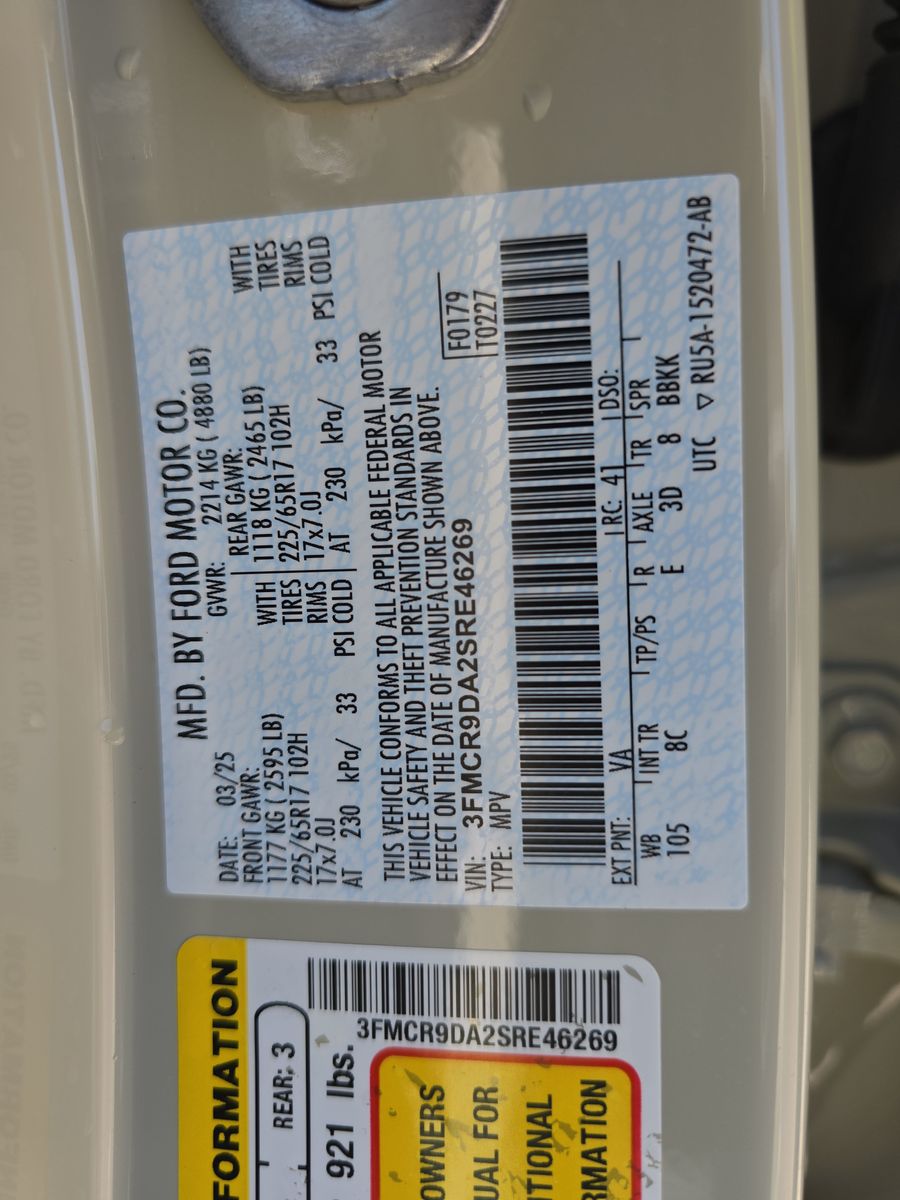 MFD. BY FORD MOTOR CO.
DATE: 03/25 GVWR: 2214 KG ( 4880 LB)
FRONT GAWR: REAR GAWR:
1177 KG ( 2595 LB) WITH 1118 KG ( 2465 LB) WITH
225/65R17 102H TIRES 225/65R17 102H TIRES
17x7.0J RIMS 17x7.0J RIMS
AT 230 kPa/ 33 PSI COLD AT 230 kPa/ 33 PSI COLD
THIS VEHICLE CONFORMS TO ALL APPLICABLE FEDERAL MOTOR
VEHICLE SAFETY AND THEFT PREVENTION STANDARDS IN
EFFECT ON THE DATE OF MANUFACTURE SHOWN ABOVE.
VIN: 3FMCR9DA2SRE46269 F0179
TYPE: MPV T0227
EXT PNT: VA RC: 41 DSO:
WB INT TR TP/PS R AXLE TR SPR
105 8C E 3D 8 BBKK
UTC ▽ RU5A-1520472-AB
FORMATION
REAR: 3
921 lbs.
3FMCR9DA2SRE46269
OWNERS
UAL FOR
ITIONAL
RMATION